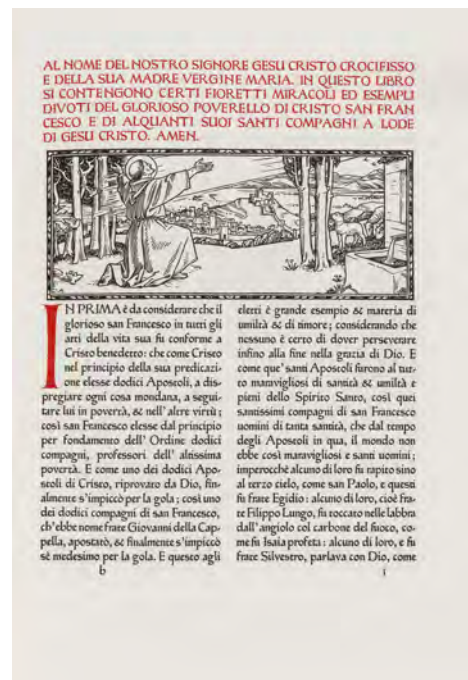 AL NOME DEL NOSTRO SIGNORE GESU CRISTO CROCIFISSO
E DELLA SUA MADRE VERGINE MARIA. IN QUESTO LIBRO
SI CONTENGONO CERTI FIORETTI MIRACOLI ED ESEMPLI
DIVOTI DEL GLORIOSO POVERELLO DI CRISTO SAN FRAN
CESCO E DI ALQUANTI SUOI SANTI COMPAGNI A LODE
DI GESU CRISTO. AMEN.
IN PRIMA è da considerare che il
glorioso san Francesco in tutti gli
atti della vita sua fu conforme a
Cristo benedetto: che come Cristo
nel principio della sua predicazi-
one elesse dodici Apostoli, a dis-
pregiare ogni cosa mondana, a segui-
tare lui in povertà, & nell' altre virtù;
così san Francesco elesse dal principio
per fondamento dell' Ordine dodici
compagni, professori dell' altissima
povertà. E come uno dei dodici Apo-
stoli di Cristo, riprovato da Dio, fin-
almente s'impiccò per la gola; così uno
dei dodici compagni di san Francesco,
ch'ebbe nome frate Giovanni della Cap-
pella, apostatò, & finalmente s'impiccò
sè medesimo per la gola. E questo agli
b
eletti è grande esempio & materia di
umiltà & di timore; considerando che
nessuno è certo di dover perseverare
infino alla fine nella grazia di Dio. E
come que' santi Apostoli furono al tut-
to maravigliosi di santità & umiltà e
pieni dello Spirito Santo, così quei
santissimi compagni di san Francesco
uomini di tanta santità, che dal tempo
degli Apostoli in qua, il mondo non
ebbe così maravigliosi e santi uomini;
imperocchè alcuno di loro fu rapito sino
al terzo cielo, come san Paolo, e questi
fu frate Egidio: alcuno di loro, cioè fra-
te Filippo Lungo, fu toccato nelle labbra
dall'angiolo col carbone del fuoco, co-
me fu Isaia profeta: alcuno di loro, e fu
frate Silvestro, parlava con Dio, come
i